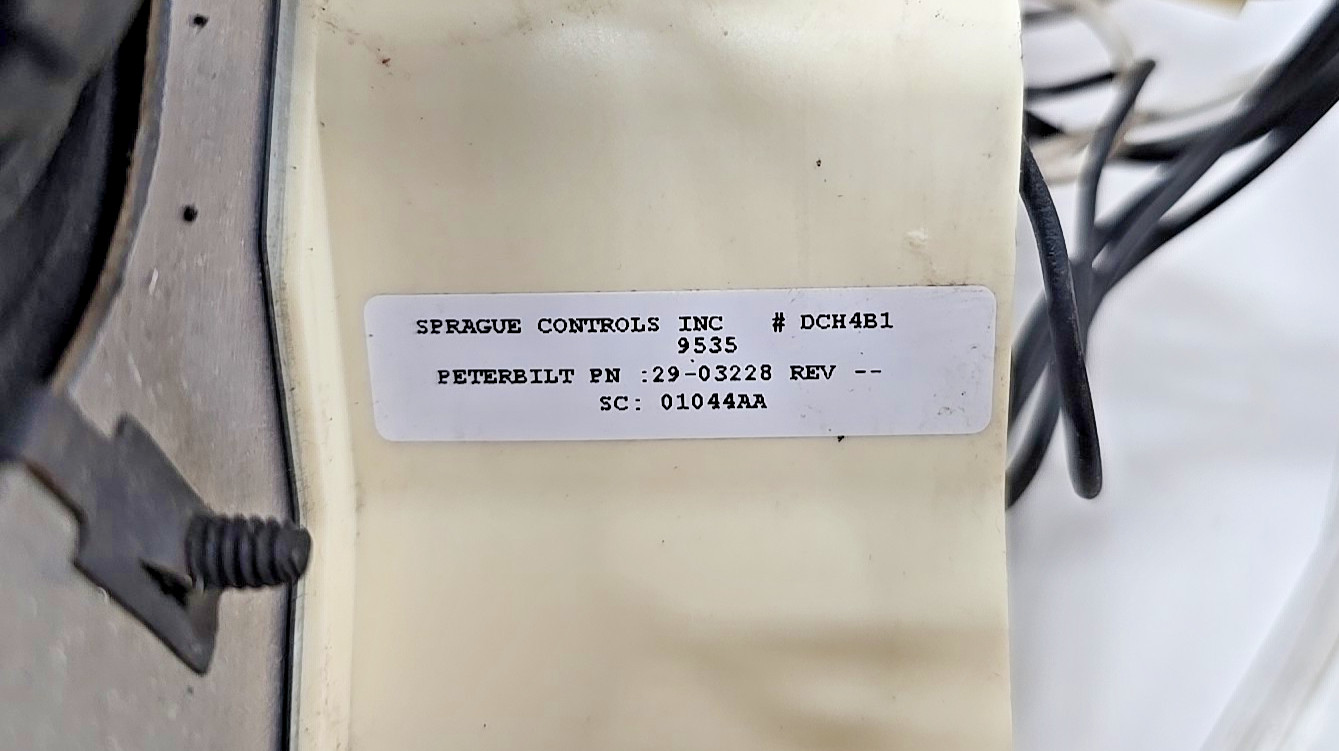 SPRAGUE CONTROLS INC # DCH4B1
9535
PETERBILT PN :29-03228 REV --
SC: 01044AA